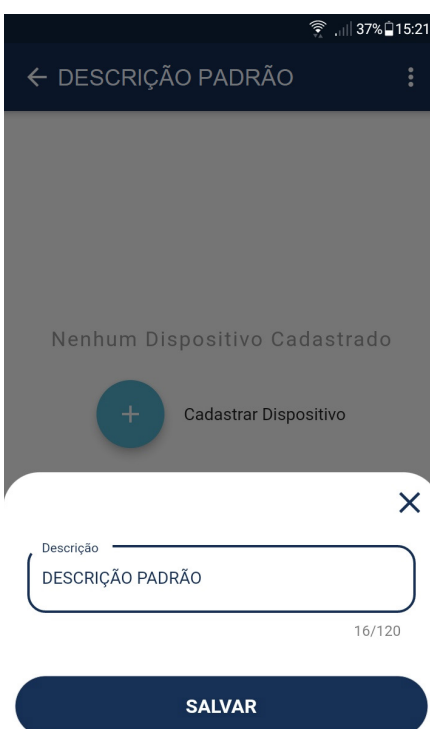 37% 15:21
DESCRIÇÃO PADRÃO
Nenhum Dispositivo Cadastrado
Cadastrar Dispositivo
Descrição
DESCRIÇÃO PADRÃO
16/120
SALVAR